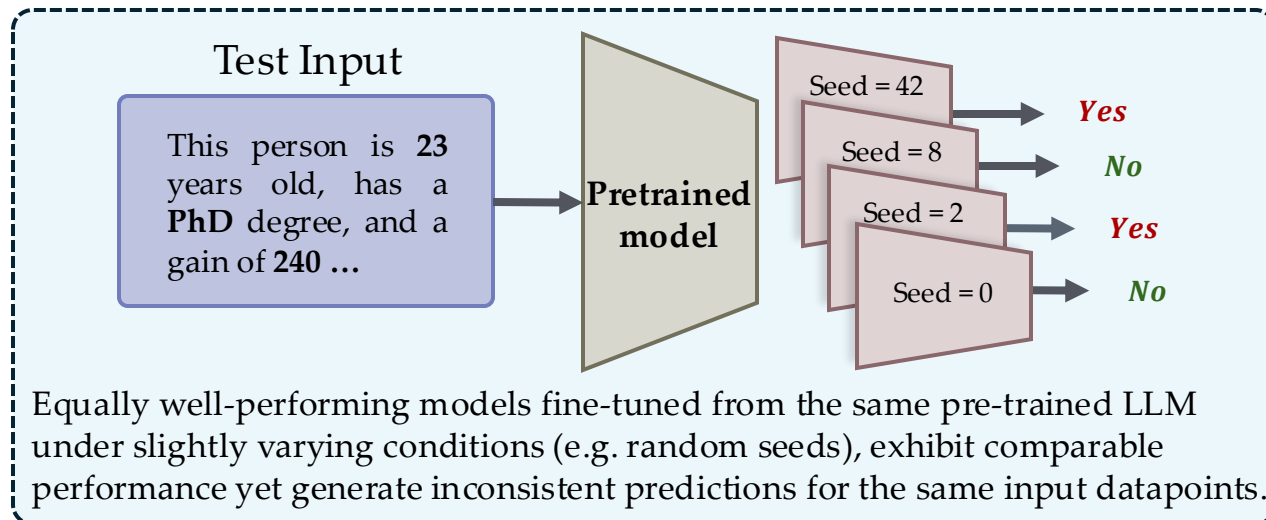 Test Input
This person is 23
years old, has a
PhD degree, and a
gain of 240 ...
Pretrained
model
Seed = 42
Yes
Seed = 8
No
Seed = 2
Yes
Seed = 0
No
Equally well-performing models fine-tuned from the same pre-trained LLM
under slightly varying conditions (e.g. random seeds), exhibit comparable
performance yet generate inconsistent predictions for the same input datapoints.